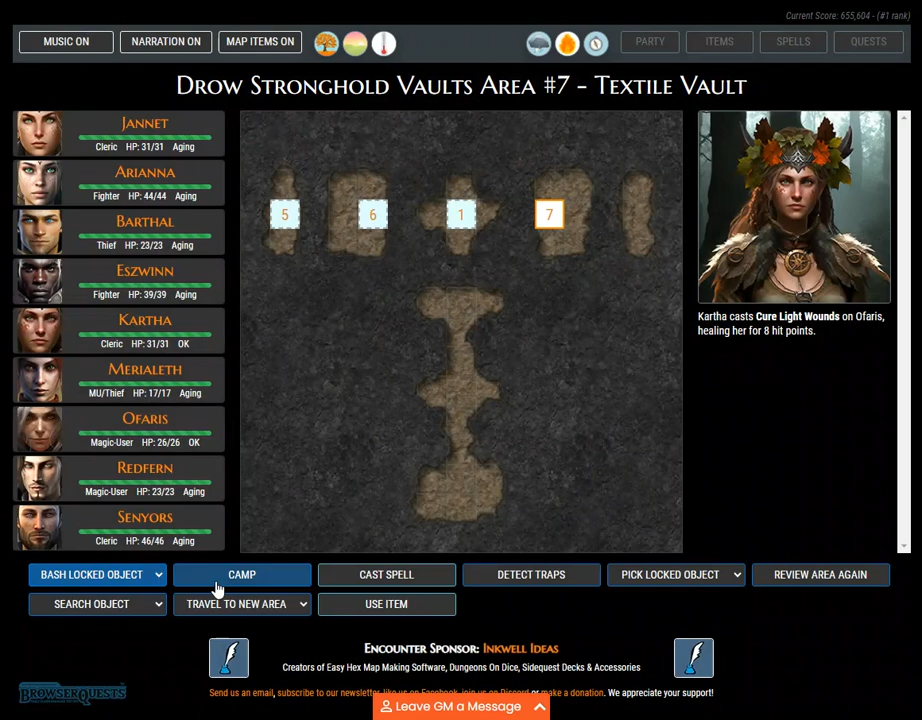 Current Score: 655,604 - (#1 rank)
MUSIC ON
NARRATION ON
MAP ITEMS ON
PARTY
ITEMS
SPELLS
QUESTS
Drow Stronghold Vaults Area #7 - Textile Vault
Jannet
Cleric HP: 31/31 Aging
Arianna
Fighter HP: 44/44 Aging
Barthal
Thief HP: 23/23 Aging
Eszwinn
Fighter HP: 39/39 Aging
Kartha
Cleric HP: 31/31 OK
Merialeth
MU/Thief HP: 17/17 Aging
Ofaris
Magic-User HP: 26/26 OK
Redfern
Magic-User HP: 23/23 Aging
Senyors
Cleric HP: 46/46 Aging
5
6
1
7
Kartha casts Cure Light Wounds on Ofaris,
healing her for 8 hit points.
BASH LOCKED OBJECT
CAMP
CAST SPELL
DETECT TRAPS
PICK LOCKED OBJECT
REVIEW AREA AGAIN
SEARCH OBJECT
TRAVEL TO NEW AREA
USE ITEM
Encounter Sponsor: Inkwell Ideas
Creators of Easy Hex Map Making Software, Dungeons On Dice, Sidequest Decks & Accessories
BrowserQuests
Send us an email, subscribe to our newsletter, like us on Facebook, join us on Discord or make a donation. We appreciate your support!
Leave GM a Message